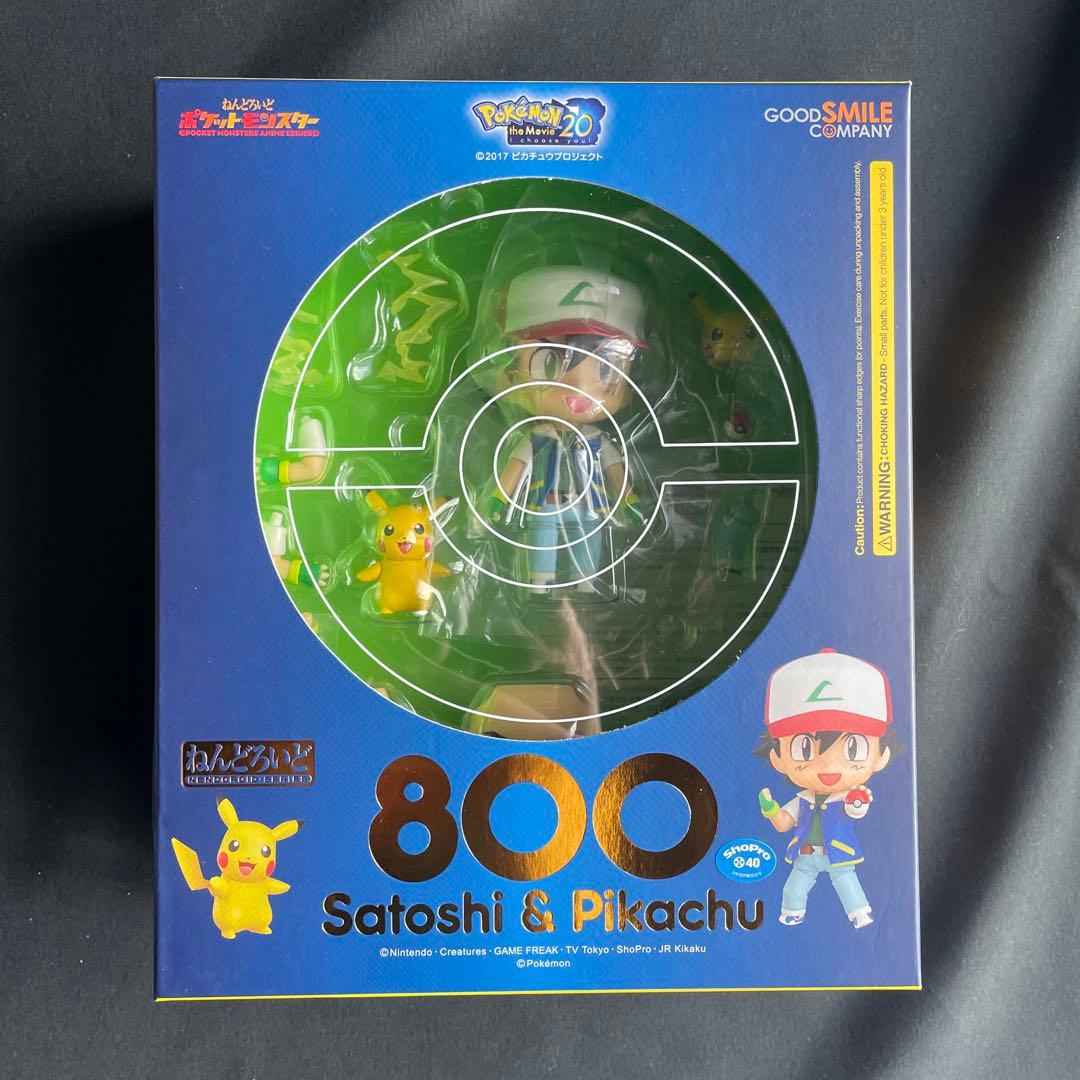 ねんどろいど
ポケットモンスター
©POCKET MONSTERS ANIME SERIES
POKéMON
the Movie 20
I choose you!
©2017 ピカチュウプロジェクト
GOOD SMILE
COMPANY
Caution: Product contains functional sharp edges (or points). Exercise care during unpacking and assembly.
⚠WARNING: CHOKING HAZARD - Small parts. Not for children under 3 years old.
ねんどろいど
NENDOROID SERIES
800
ShoPro
40
Satoshi & Pikachu
©Nintendo・Creatures・GAME FREAK・TV Tokyo・ShoPro・JR Kikaku
©Pokémon